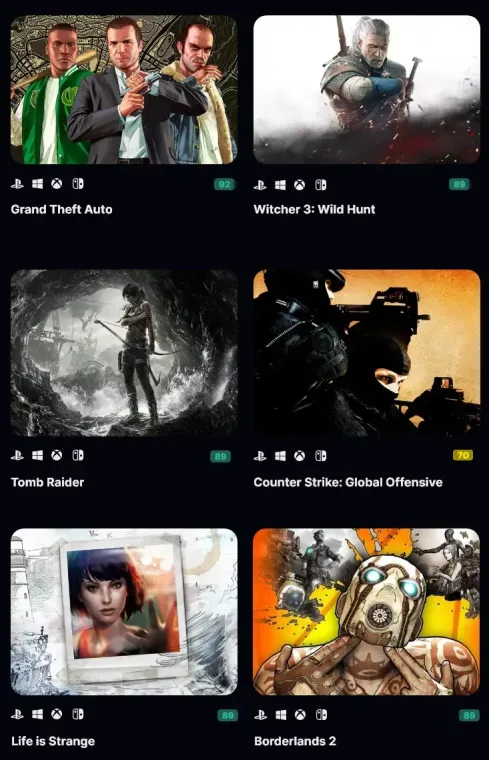 92
89
Grand Theft Auto
Witcher 3: Wild Hunt
89
70
Tomb Raider
Counter Strike: Global Offensive
89
89
Life is Strange
Borderlands 2